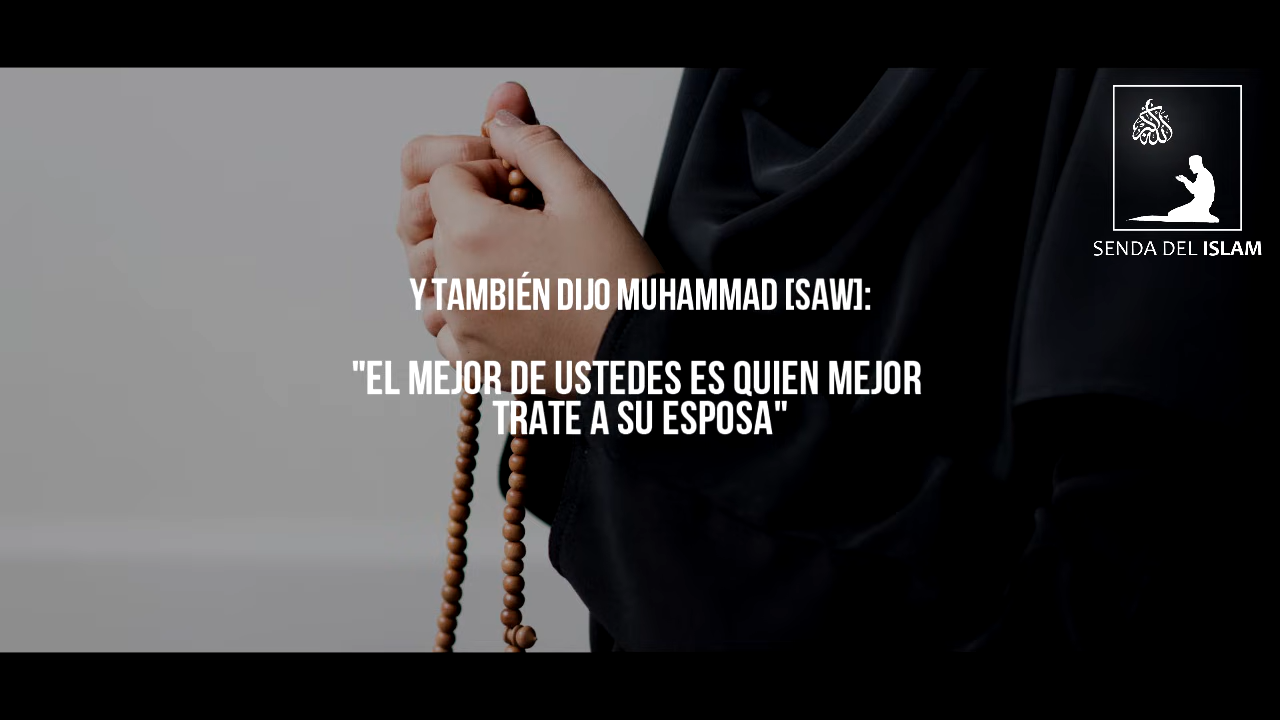 SENDA DEL ISLAM
Y TAMBIÉN DIJO MUHAMMAD [SAW]:
"EL MEJOR DE USTEDES ES QUIEN MEJOR
TRATE A SU ESPOSA"